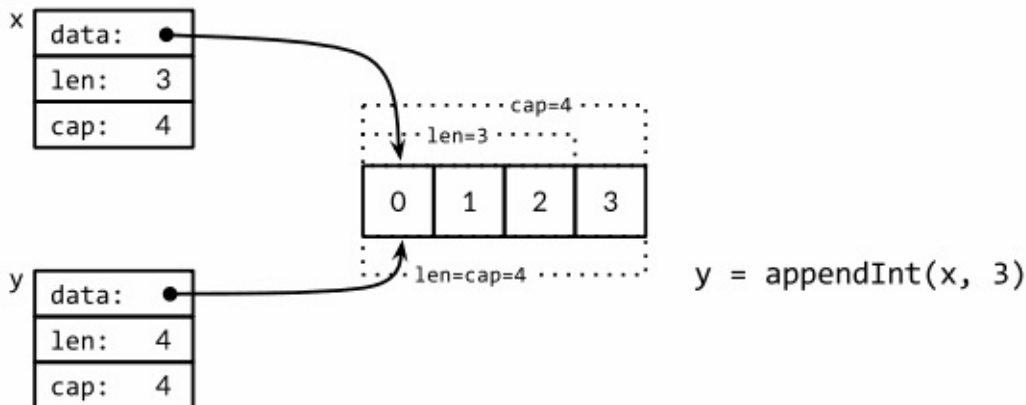 x
data:
len: 3
cap: 4
cap=4
len=3
0 1 2 3
len=cap=4
y = appendInt(x, 3)
y
data:
len: 4
cap: 4